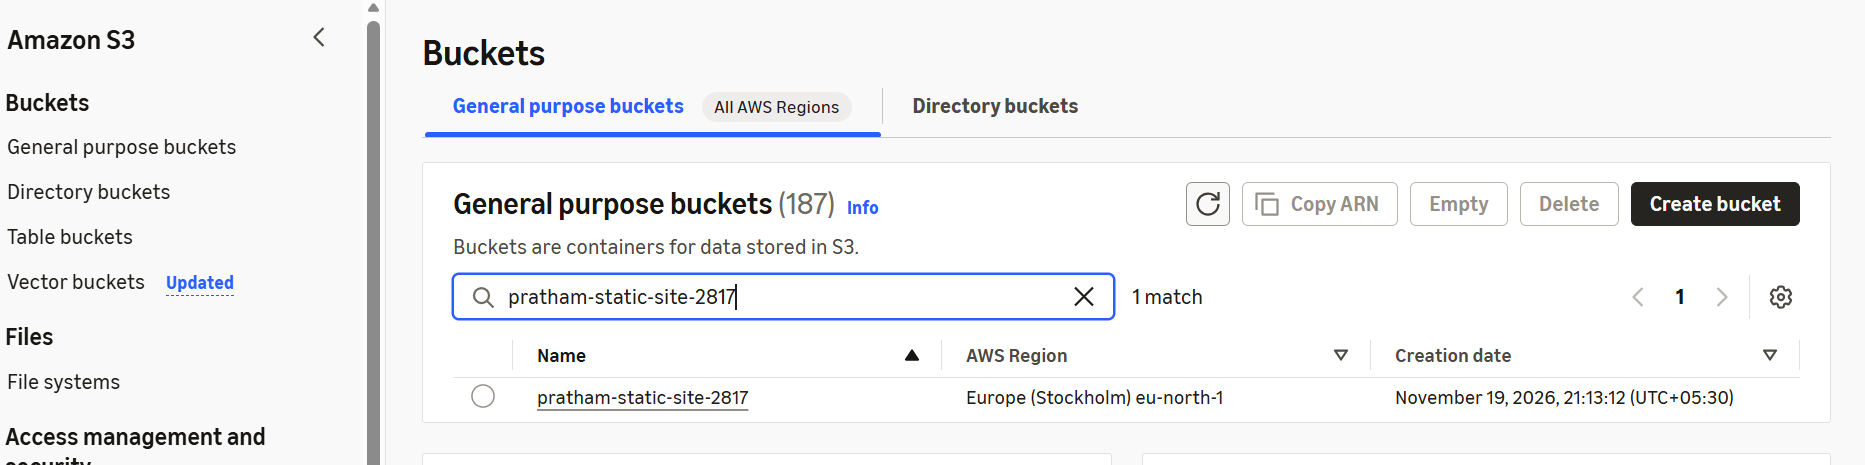 Amazon S3
Buckets
General purpose buckets
Directory buckets
Table buckets
Vector buckets Updated
Files
File systems
Access management and
security
Buckets
General purpose buckets All AWS Regions Directory buckets
General purpose buckets (187) Info
Copy ARN Empty Delete Create bucket
Buckets are containers for data stored in S3.
pratham-static-site-2817 1 match 1
Name AWS Region Creation date
pratham-static-site-2817 Europe (Stockholm) eu-north-1 November 19, 2026, 21:13:12 (UTC+05:30)